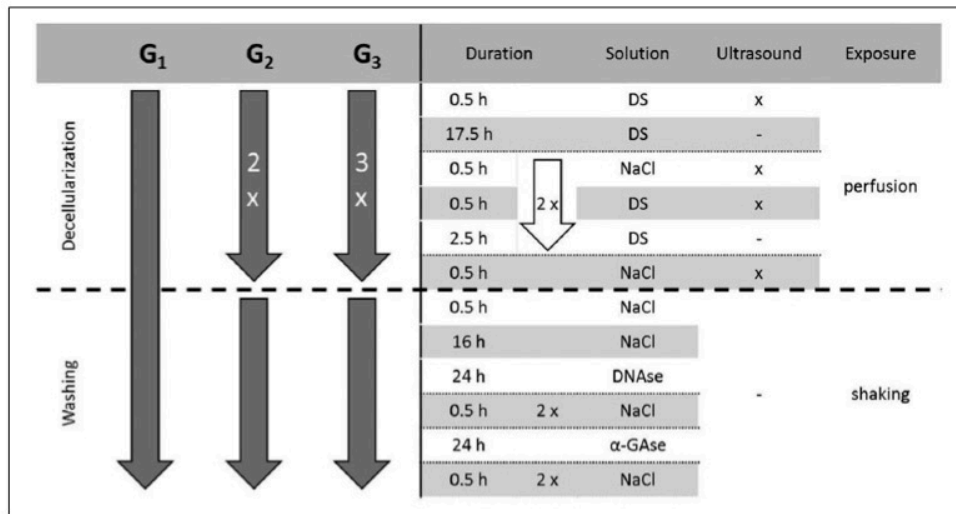 G1 G2 G3 Duration Solution Ultrasound Exposure
Decellularization
2 x
3 x
0.5 h DS x
17.5 h DS -
0.5 h NaCl x
0.5 h 2 x DS x
2.5 h DS -
0.5 h NaCl x
perfusion
Washing
0.5 h NaCl
16 h NaCl
24 h DNAse
0.5 h 2 x NaCl
24 h α-GAse
0.5 h 2 x NaCl
-
shaking